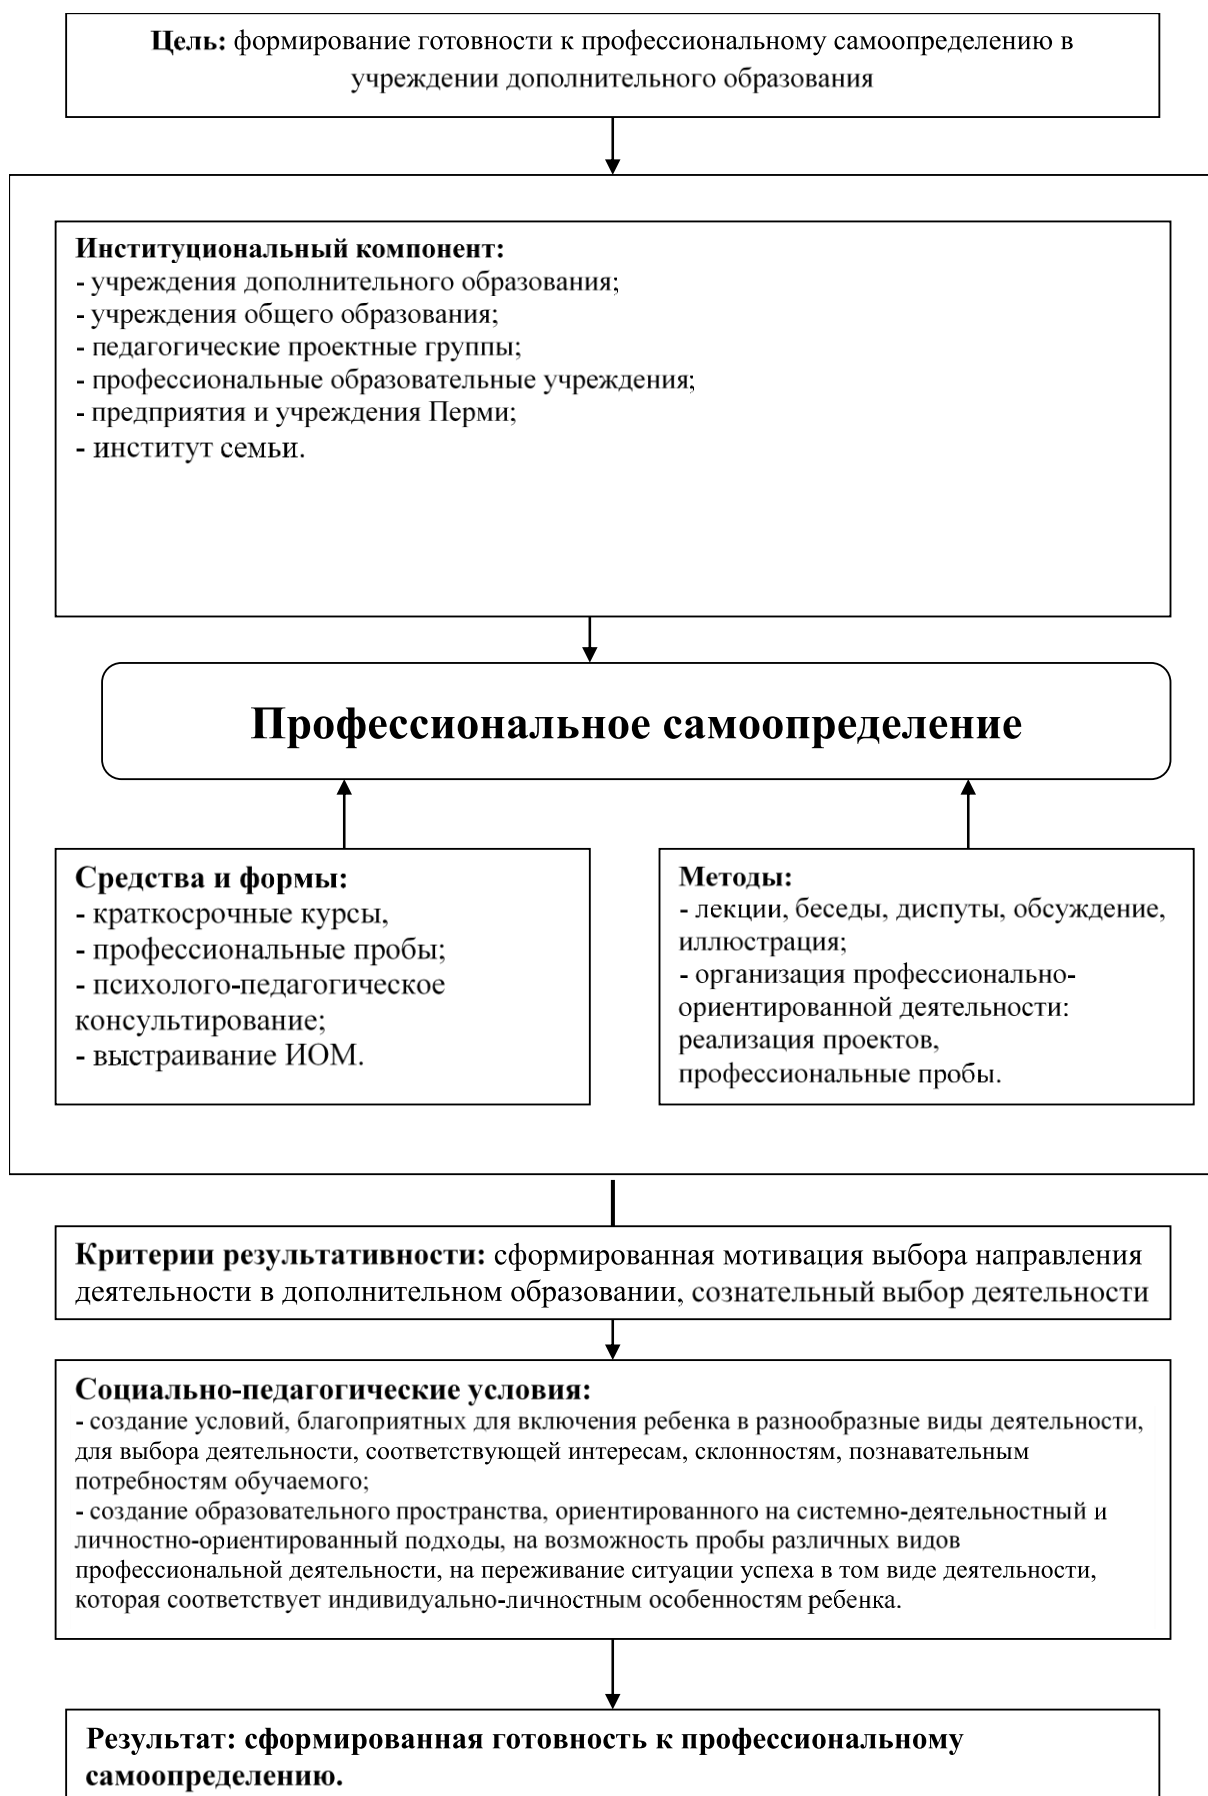 Цель: формирование готовности к профессиональному самоопределению в
учреждении дополнительного образования
Институциональный компонент:
- учреждения дополнительного образования;
- учреждения общего образования;
- педагогические проектные группы;
- профессиональные образовательные учреждения;
- предприятия и учреждения Перми;
- институт семьи.
Профессиональное самоопределение
Средства и формы:
- краткосрочные курсы,
- профессиональные пробы;
- психолого-педагогическое
консультирование;
- выстраивание ИОМ.
Методы:
- лекции, беседы, диспуты, обсуждение,
иллюстрация;
- организация профессионально-
ориентированной деятельности:
реализация проектов,
профессиональные пробы.
Критерии результативности: сформированная мотивация выбора направления
деятельности в дополнительном образовании, сознательный выбор деятельности
Социально-педагогические условия:
- создание условий, благоприятных для включения ребенка в разнообразные виды деятельности,
для выбора деятельности, соответствующей интересам, склонностям, познавательным
потребностям обучаемого;
- создание образовательного пространства, ориентированного на системно-деятельностный и
личностно-ориентированный подходы, на возможность пробы различных видов
профессиональной деятельности, на переживание ситуации успеха в том виде деятельности,
которая соответствует индивидуально-личностным особенностям ребенка.
Результат: сформированная готовность к профессиональному
самоопределению.